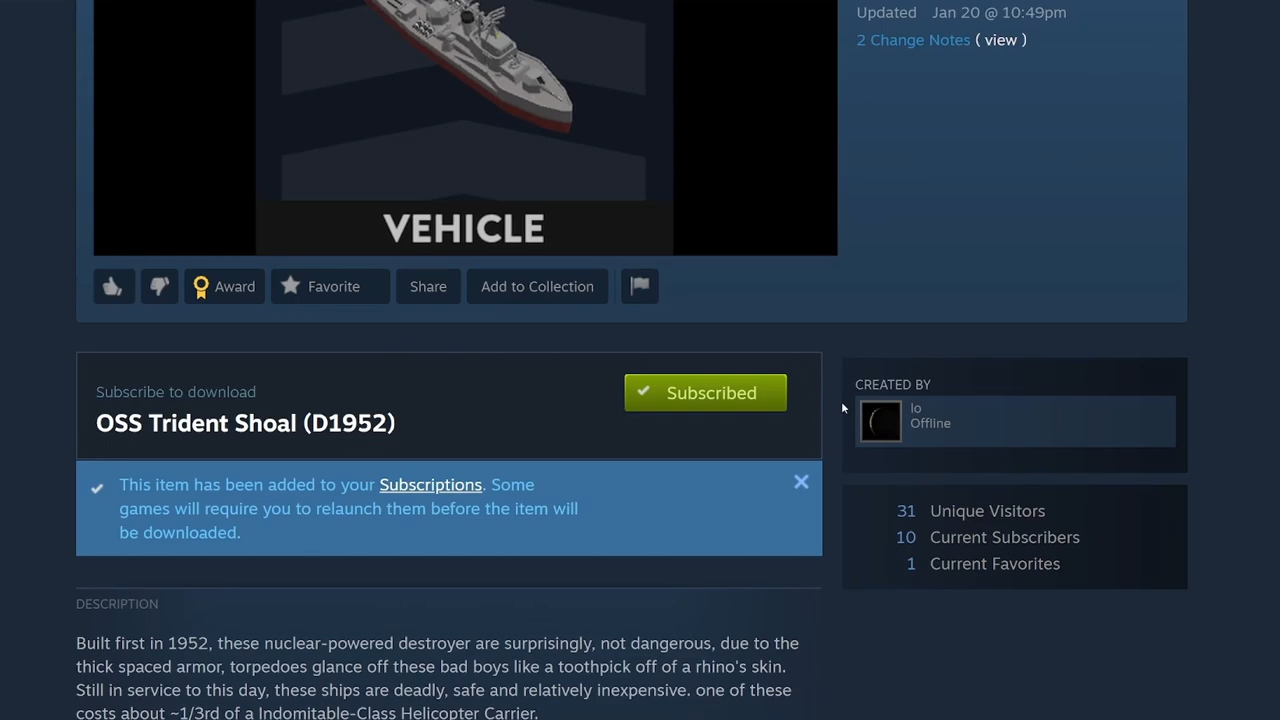 Updated Jan 20 @ 10:49pm
2 Change Notes ( view )
VEHICLE
Award Favorite Share Add to Collection
Subscribe to download
OSS Trident Shoal (D1952)
Subscribed
CREATED BY
Io
Offline
This item has been added to your Subscriptions. Some
games will require you to relaunch them before the item will
be downloaded.
31 Unique Visitors
10 Current Subscribers
1 Current Favorites
DESCRIPTION
Built first in 1952, these nuclear-powered destroyer are surprisingly, not dangerous, due to the
thick spaced armor, torpedoes glance off these bad boys like a toothpick off of a rhino's skin.
Still in service to this day, these ships are deadly, safe and relatively inexpensive. one of these
costs about ~1/3rd of a Indomitable-Class Helicopter Carrier.